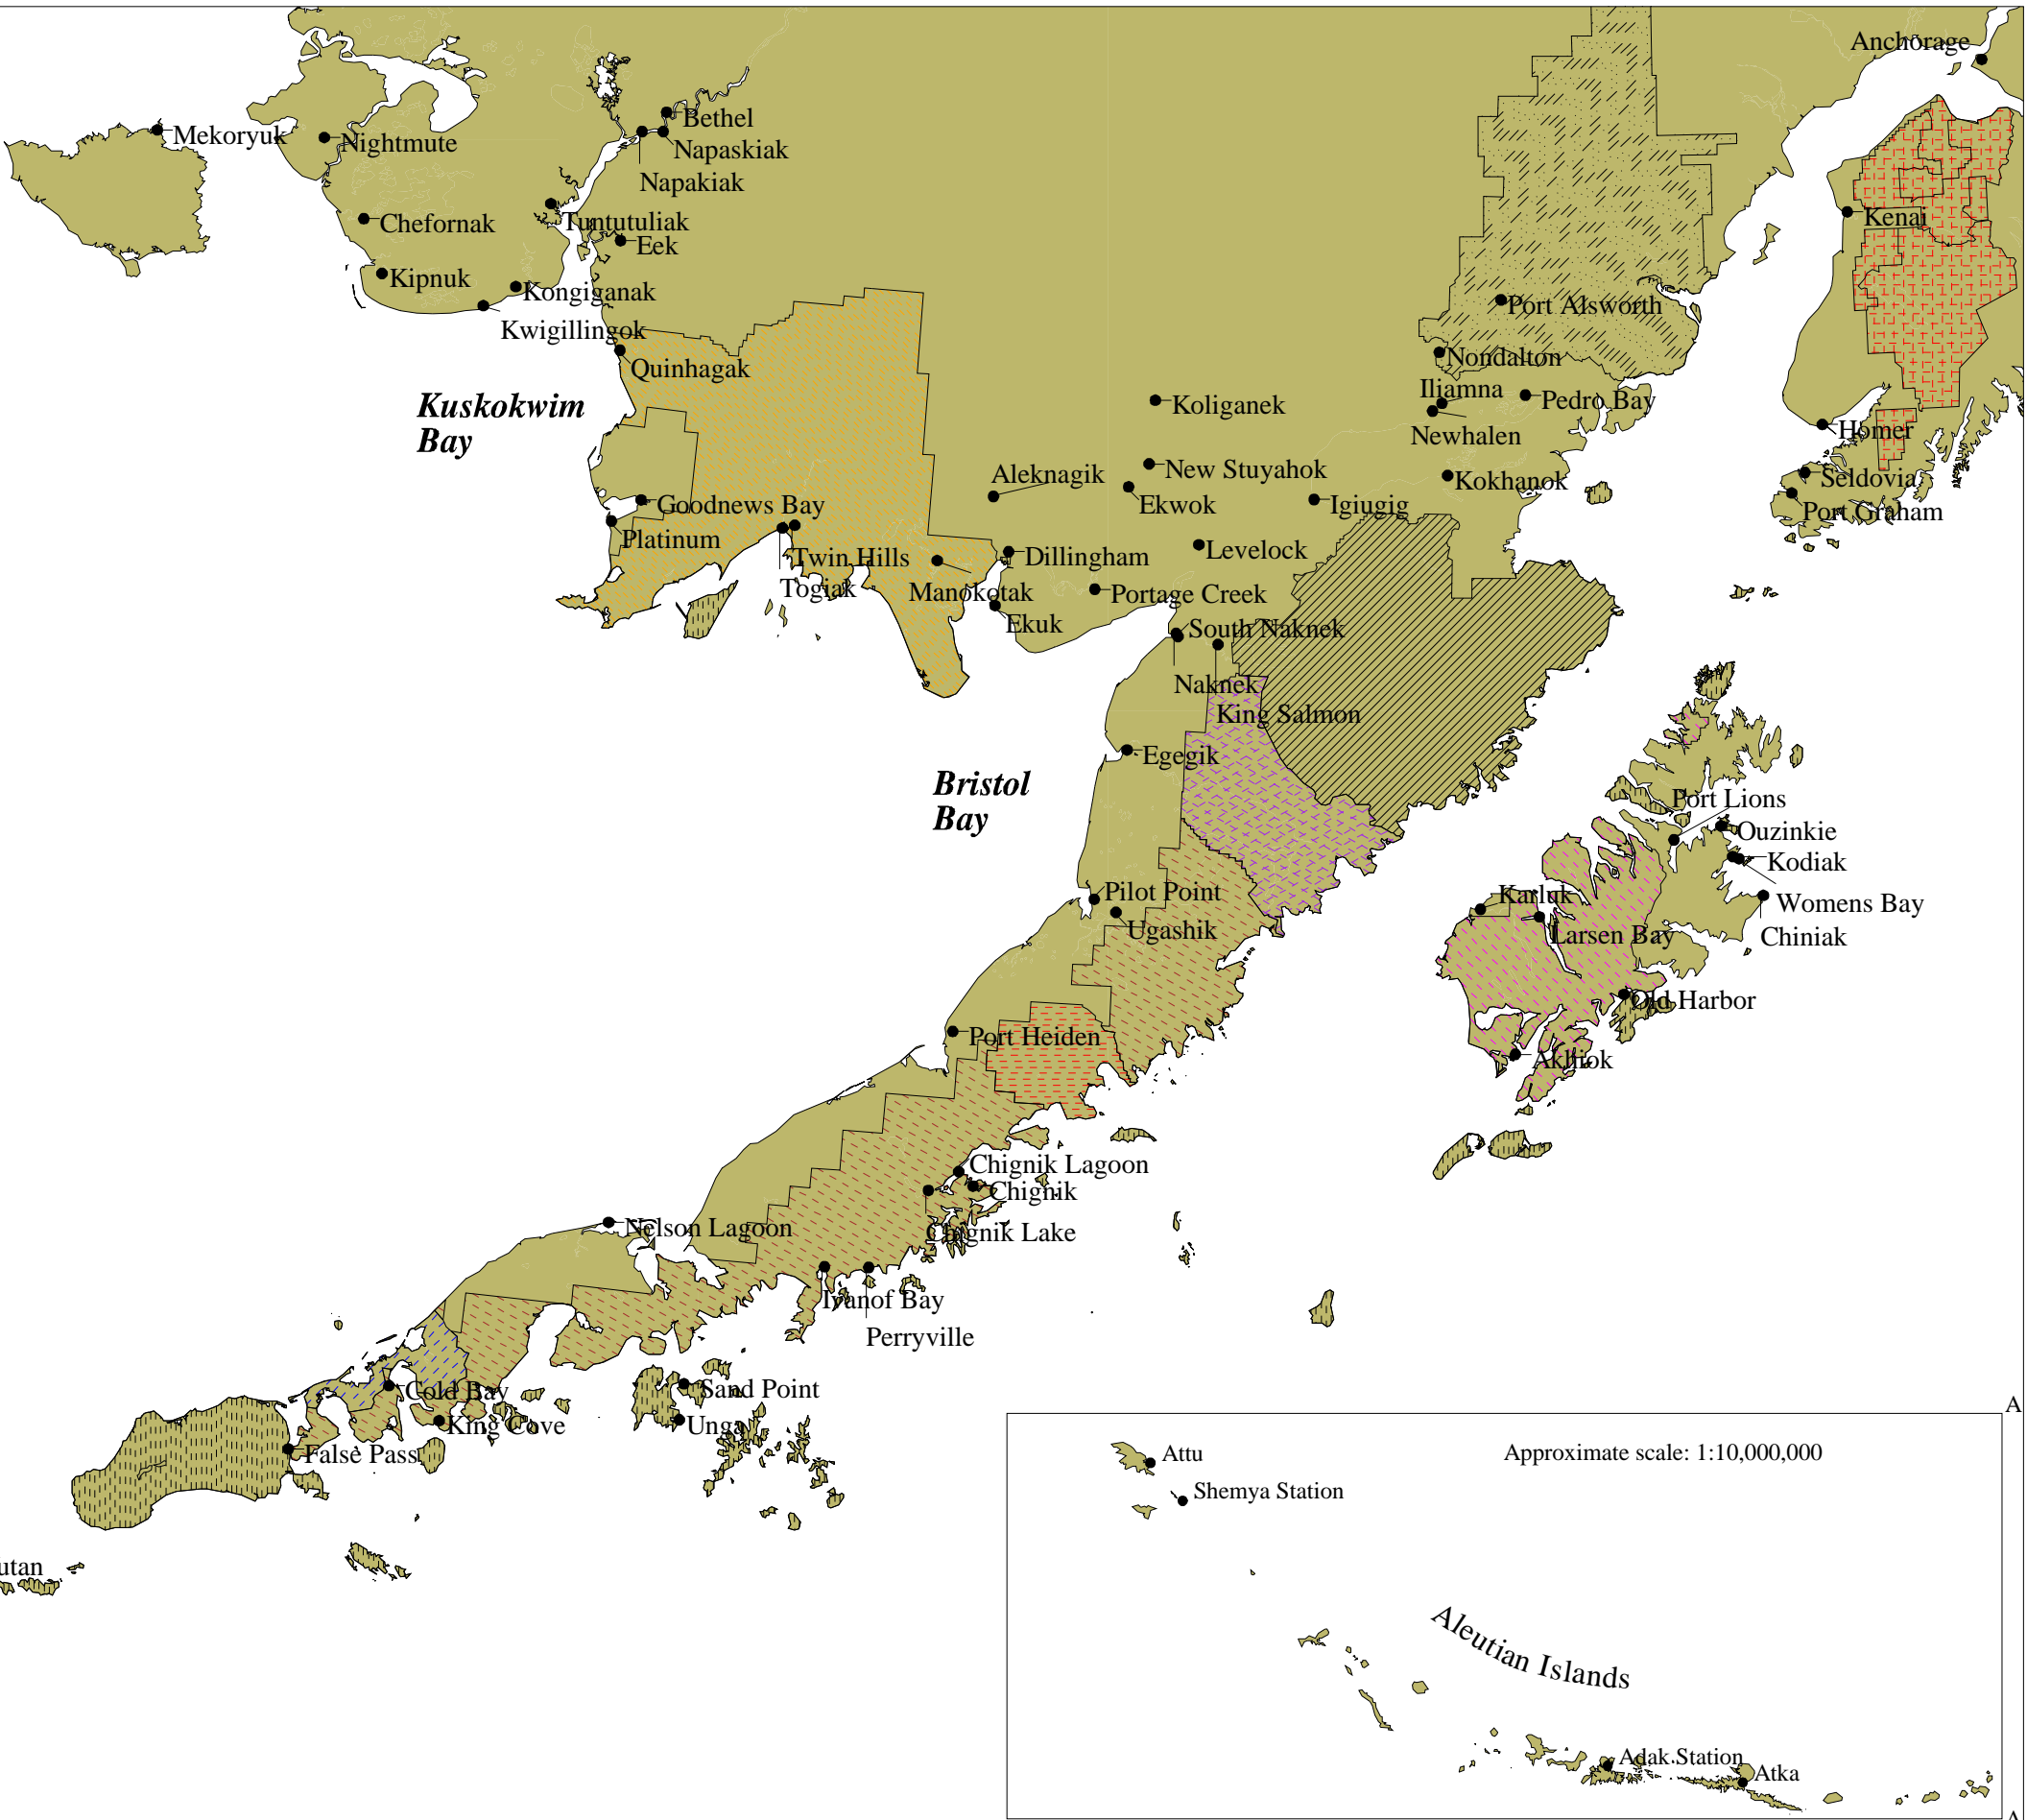 Anchorage
Bethel
Mekoryuk
Nightmute
Napaskiak
Napakiak
Chefornak
Tuntutuliak
Kenai
Eek
Kipnuk
Kongiganak
Port Alsworth
Kwigillingok
Nondalton
Quinhagak
Iliamna
Pedro Bay
Kuskokwim
Bay
Koliganek
Newhalen
Homer
Aleknagik
New Stuyahok
Kokhanok
Seldovia
Goodnews Bay
Ekwok
Igiugig
Port Graham
Platinum
Twin Hills
Dillingham
Levelock
Togiak
Manokotak
Portage Creek
Ekuk
South Naknek
Naknek
King Salmon
Egegik
Bristol
Bay
Port Lions
Ouzinkie
Kodiak
Pilot Point
Karluk
Womens Bay
Ugashik
Larsen Bay
Chiniak
Old Harbor
Port Heiden
Akhiok
Chignik Lagoon
Chignik
Nelson Lagoon
Chignik Lake
Ivanof Bay
Perryville
Cold Bay
Sand Point
King Cove
Unga
False Pass
A
Attu
Approximate scale: 1:10,000,000
Shemya Station
utan
Aleutian Islands
Adak Station
Atka
A